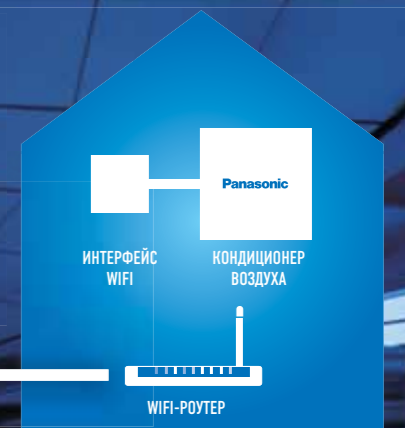 Panasonic
ИНТЕРФЕЙС
WIFI
КОНДИЦИОНЕР
ВОЗДУХА
WIFI-РОУТЕР